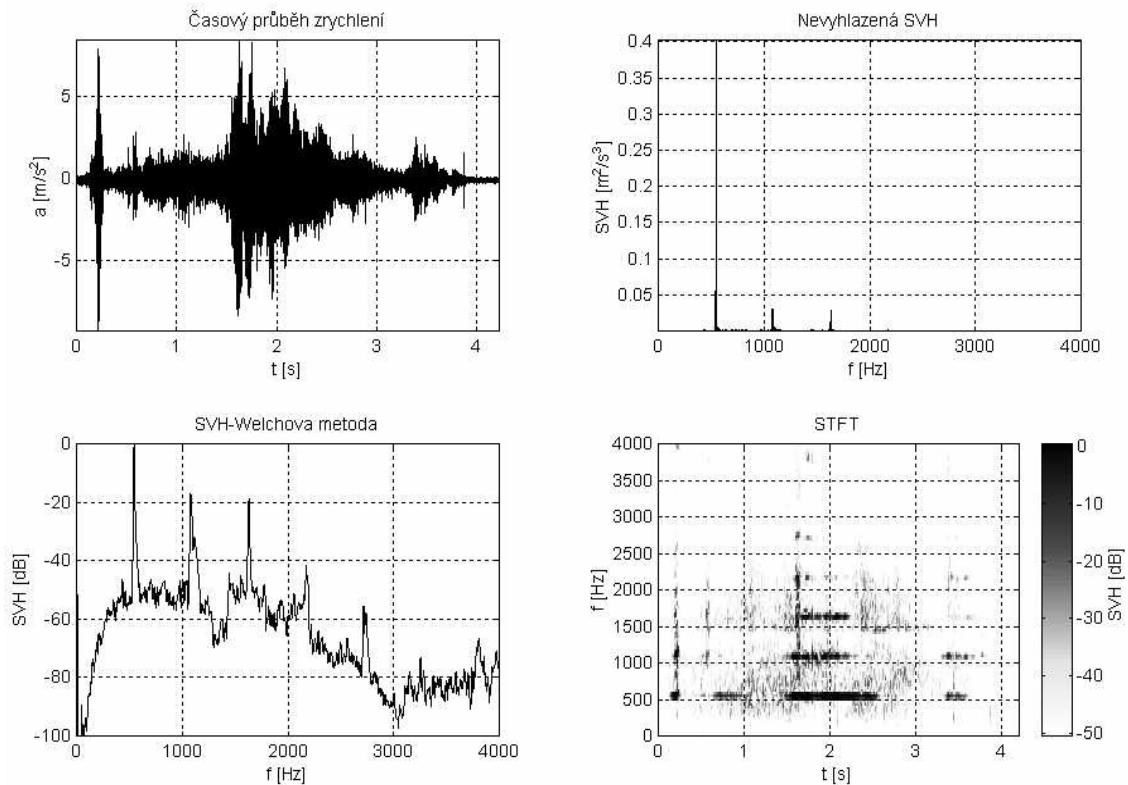 Časový průběh zrychlení
5
0
-5
a [m/s²]
0 1 2 3 4
t [s]
Nevyhlazená SVH
0.4
0.35
0.3
0.25
0.2
0.15
0.1
0.05
SVH [m²/s³]
0 1000 2000 3000 4000
f [Hz]
SVH-Welchova metoda
0
-20
-40
-60
-80
-100
SVH [dB]
0 1000 2000 3000 4000
f [Hz]
STFT
4000
3500
3000
2500
2000
1500
1000
500
0
f [Hz]
0 1 2 3 4
t [s]
0
-10
-20
-30
-40
-50
SVH [dB]